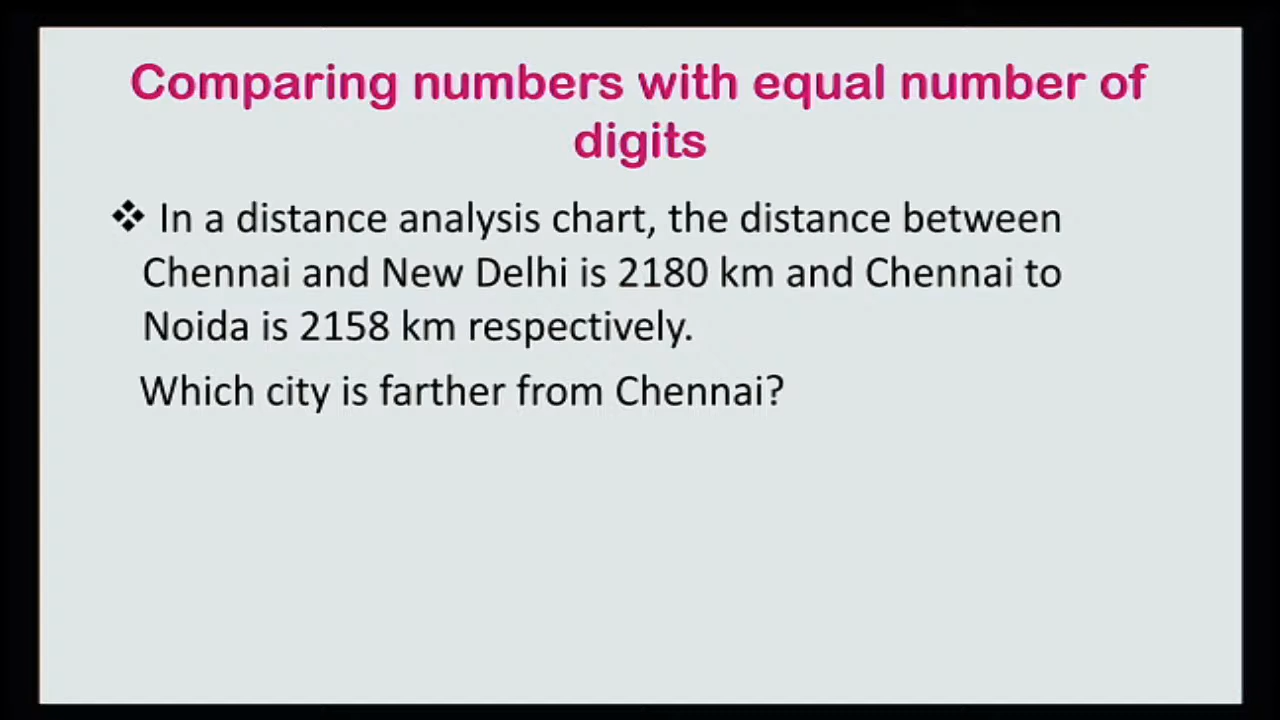 Comparing numbers with equal number of
digits
❖ In a distance analysis chart, the distance between
Chennai and New Delhi is 2180 km and Chennai to
Noida is 2158 km respectively.
Which city is farther from Chennai?